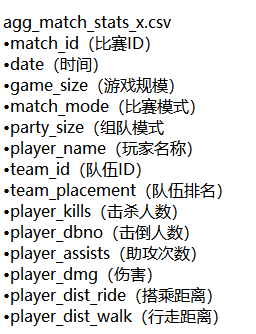 agg_match_stats_x.csv
•match_id（比赛ID）
•date（时间）
•game_size（游戏规模）
•match_mode（比赛模式）
•party_size（组队模式
•player_name（玩家名称）
•team_id（队伍ID）
•team_placement（队伍排名）
•player_kills（击杀人数）
•player_dbno（击倒人数）
•player_assists（助攻次数）
•player_dmg（伤害）
•player_dist_ride（搭乘距离）
•player_dist_walk（行走距离）